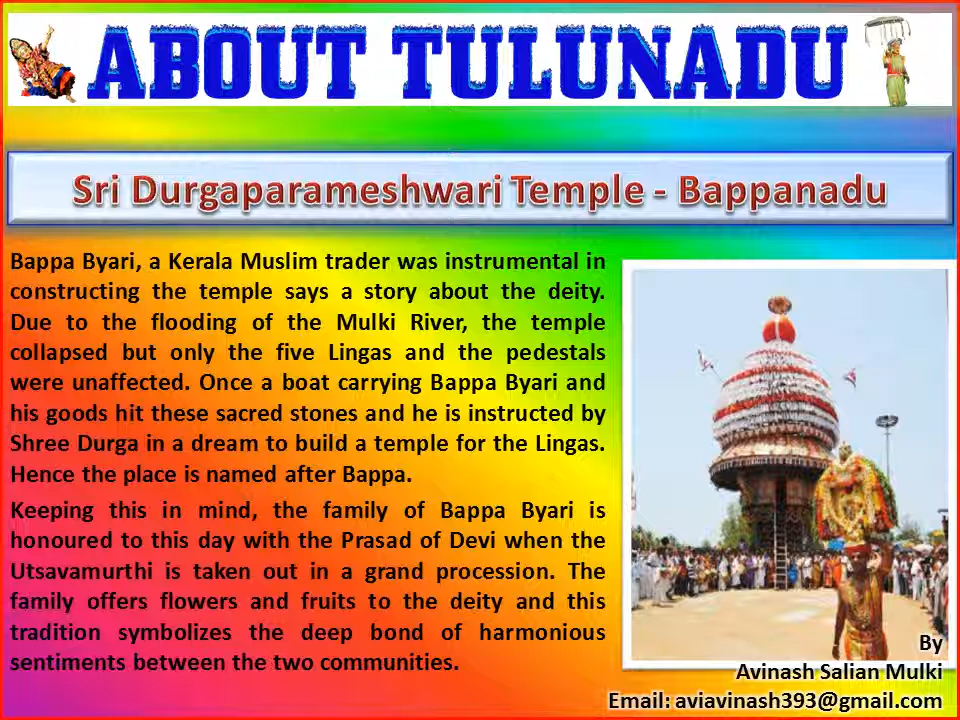 ABOUT TULUNADU
Sri Durgaparameshwari Temple - Bappanadu
Bappa Byari, a Kerala Muslim trader was instrumental in
constructing the temple says a story about the deity.
Due to the flooding of the Mulki River, the temple
collapsed but only the five Lingas and the pedestals
were unaffected. Once a boat carrying Bappa Byari and
his goods hit these sacred stones and he is instructed by
Shree Durga in a dream to build a temple for the Lingas.
Hence the place is named after Bappa.
Keeping this in mind, the family of Bappa Byari is
honoured to this day with the Prasad of Devi when the
Utsavamurthi is taken out in a grand procession. The
family offers flowers and fruits to the deity and this
tradition symbolizes the deep bond of harmonious
sentiments between the two communities.
By
Avinash Salian Mulki
Email: aviavinash393@gmail.com